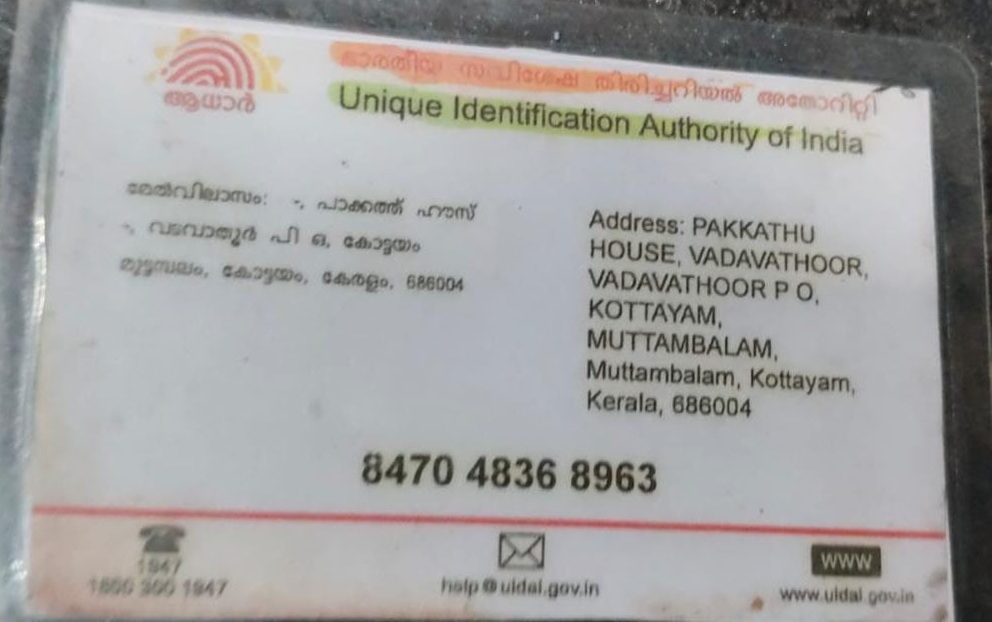 ആധാർ
ഭാരതീയ സവിശേഷ തിരിച്ചറിയൽ അതോറിറ്റി
Unique Identification Authority of India
മേൽവിലാസം: -, പാക്കത്ത് ഹൗസ്
-, വടവാതൂർ പി ഒ, കോട്ടയം
മുട്ടമ്പലം, കോട്ടയം, കേരളം, 686004
Address: PAKKATHU
HOUSE, VADAVATHOOR,
VADAVATHOOR P O,
KOTTAYAM,
MUTTAMBALAM,
Muttambalam, Kottayam,
Kerala, 686004
8470 4836 8963
1947
1800 300 1947
help@uidai.gov.in
WWW
www.uidai.gov.in